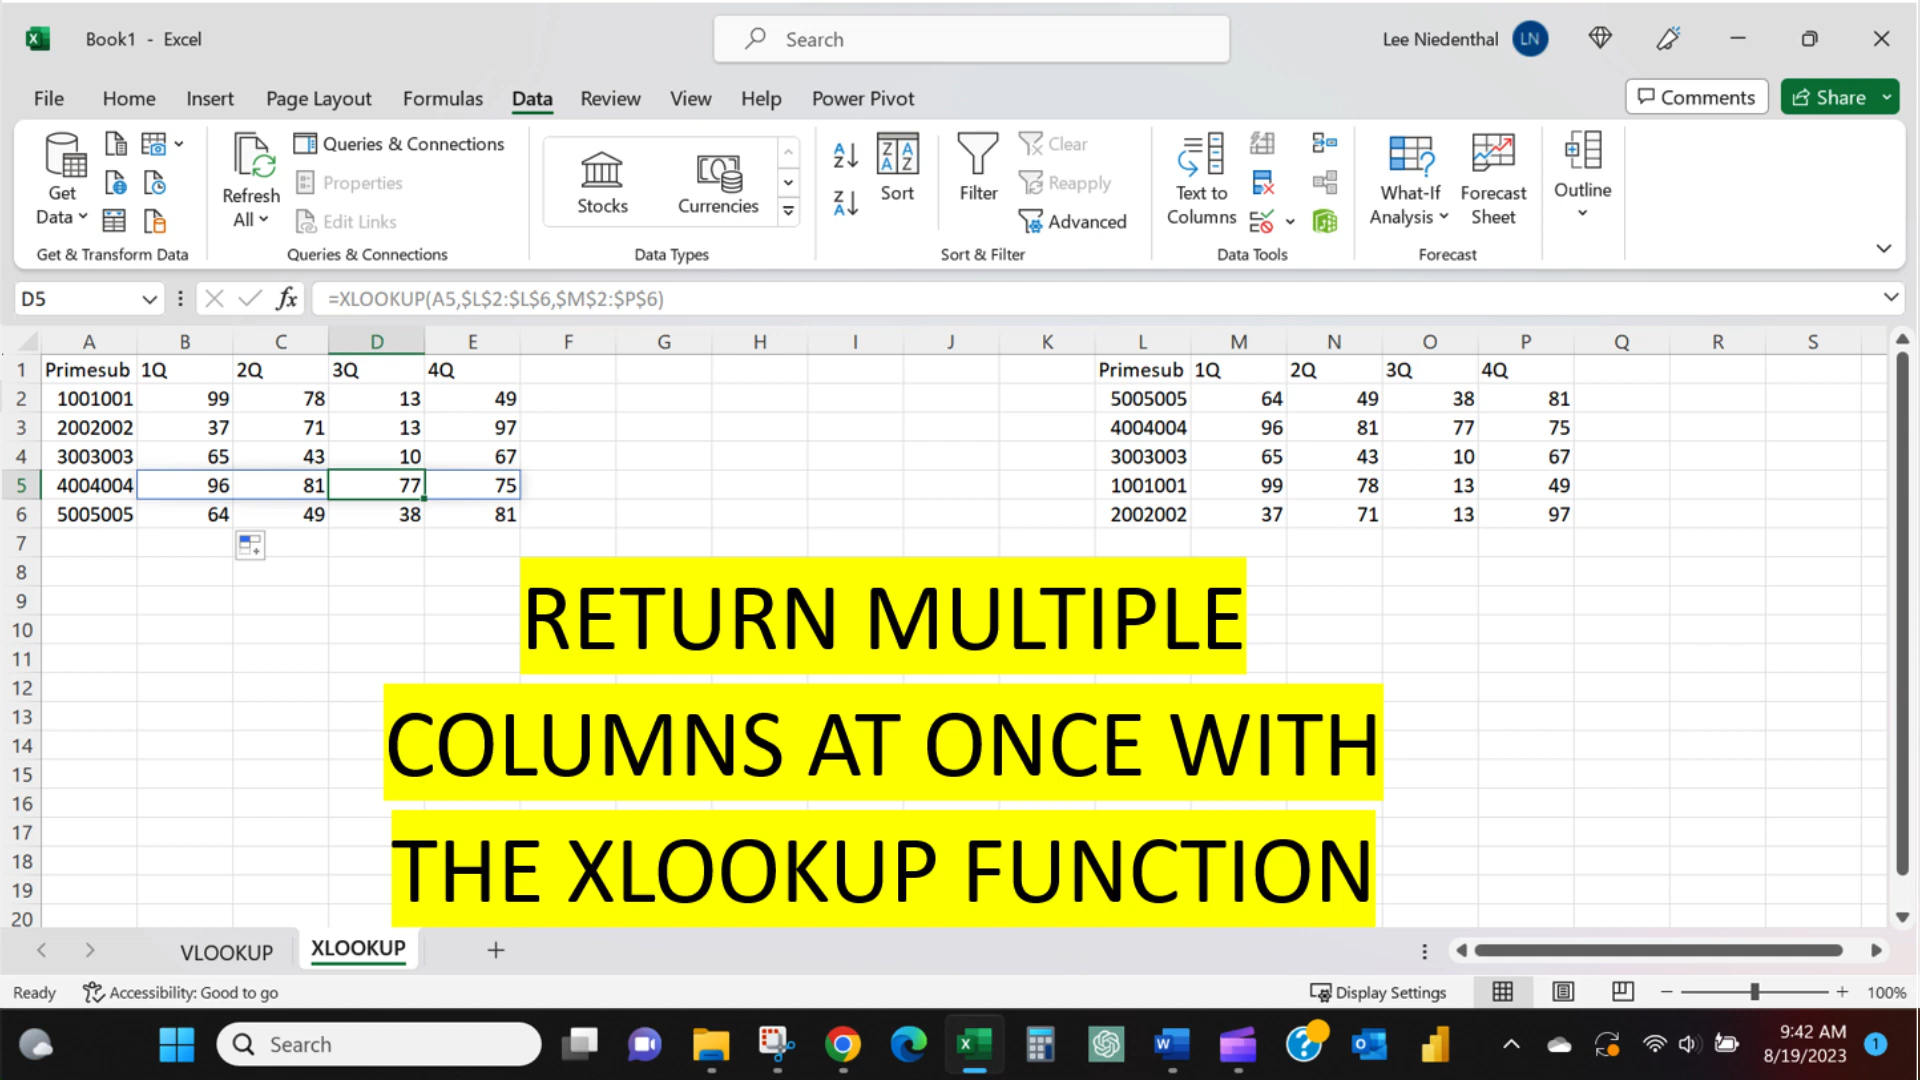 Book1 - Excel
Search
Lee Niedenthal LN
File Home Insert Page Layout Formulas Data Review View Help Power Pivot
Comments Share
Get Data
Refresh All
Queries & Connections
Properties
Edit Links
Stocks
Currencies
Sort
Filter
Clear
Reapply
Advanced
Text to Columns
What-If Analysis
Forecast Sheet
Outline
Get & Transform Data
Queries & Connections
Data Types
Sort & Filter
Data Tools
Forecast
D5 fx =XLOOKUP(A5,$L$2:$L$6,$M$2:$P$6)
A B C D E F G H I J K L M N O P Q R S
1 Primesub 1Q 2Q 3Q 4Q Primesub 1Q 2Q 3Q 4Q
2 1001001 99 78 13 49 5005005 64 49 38 81
3 2002002 37 71 13 97 4004004 96 81 77 75
4 3003003 65 43 10 67 3003003 65 43 10 67
5 4004004 96 81 77 75 1001001 99 78 13 49
6 5005005 64 49 38 81 2002002 37 71 13 97
7
8
9
10
11
12
13
14
15
16
17
18
19
20
RETURN MULTIPLE
COLUMNS AT ONCE WITH
THE XLOOKUP FUNCTION
VLOOKUP XLOOKUP
Ready Accessibility: Good to go Display Settings 100%
Search
9:42 AM
8/19/2023
1